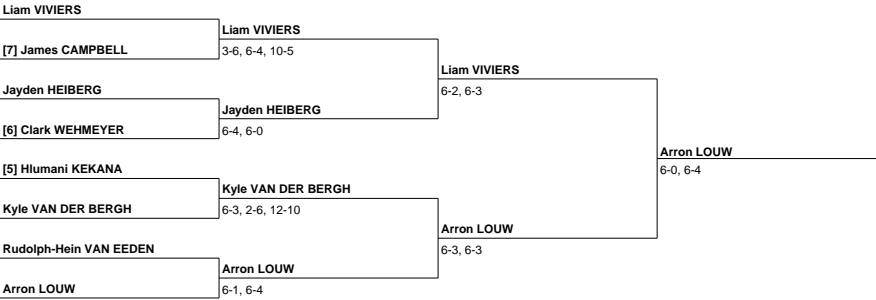 Liam VIVIERS
Liam VIVIERS
[7] James CAMPBELL
3-6, 6-4, 10-5
Liam VIVIERS
Jayden HEIBERG
6-2, 6-3
Jayden HEIBERG
[6] Clark WEHMEYER
6-4, 6-0
Arron LOUW
[5] Hlumani KEKANA
6-0, 6-4
Kyle VAN DER BERGH
Kyle VAN DER BERGH
6-3, 2-6, 12-10
Arron LOUW
Rudolph-Hein VAN EEDEN
6-3, 6-3
Arron LOUW
Arron LOUW
6-1, 6-4